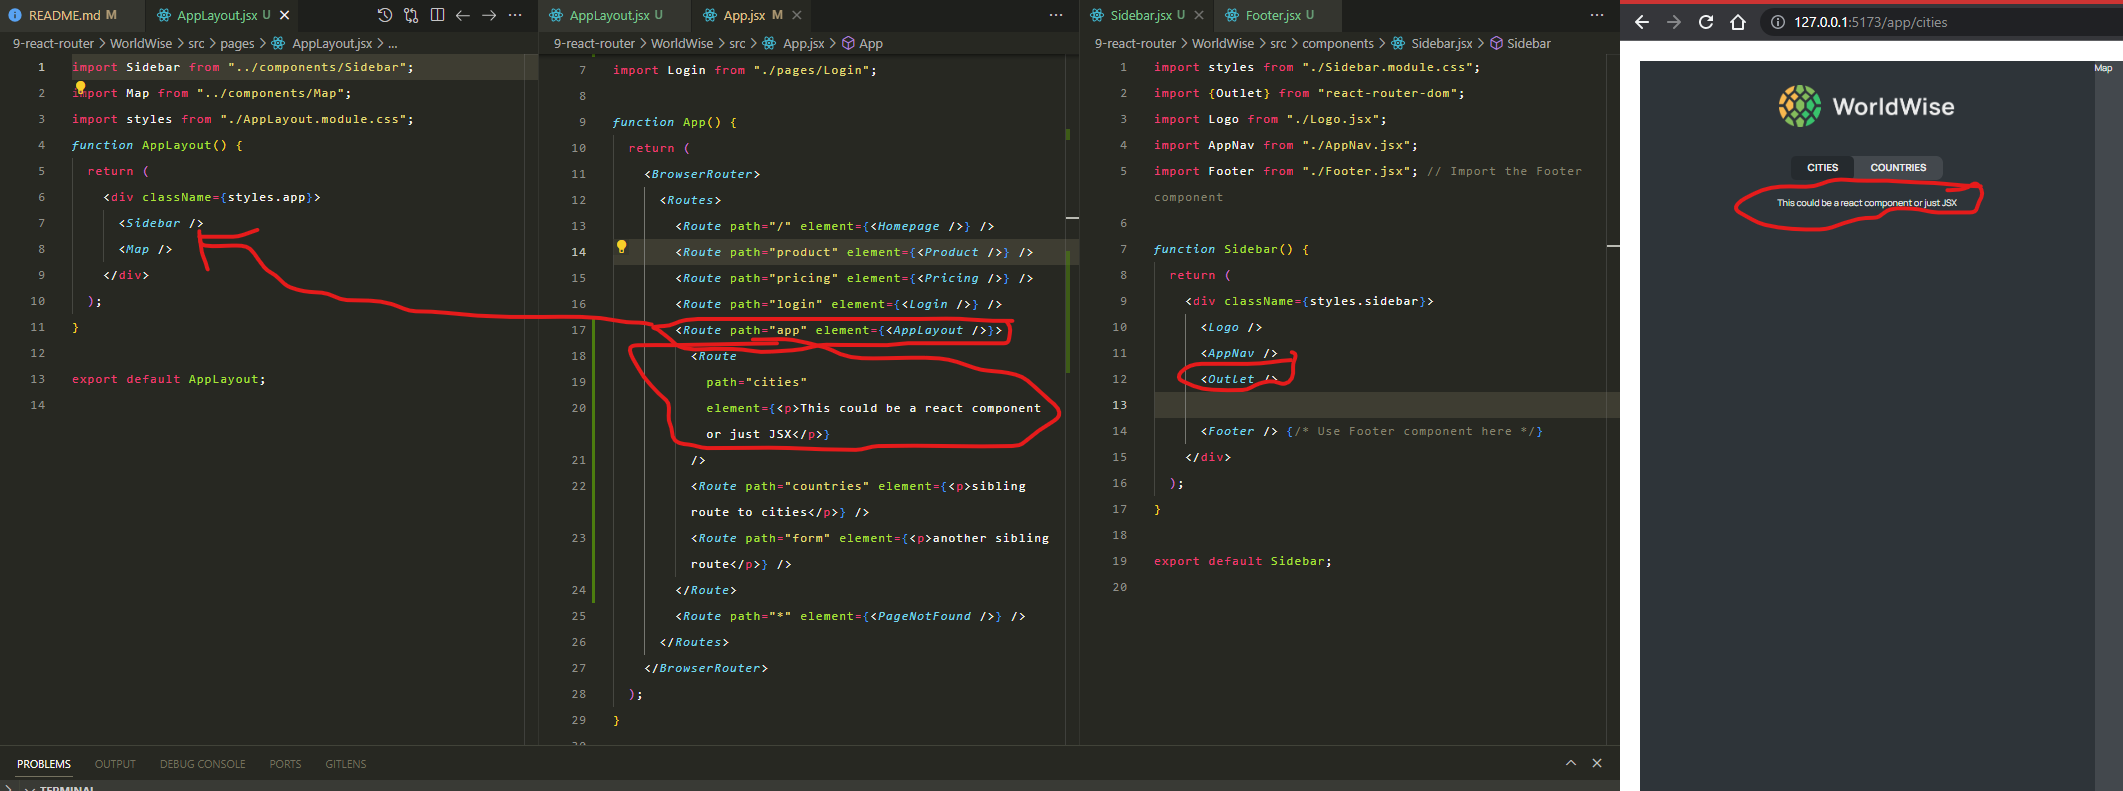 README.md M
AppLayout.jsx U
9-react-router > WorldWise > src > pages > AppLayout.jsx > ...
1 import Sidebar from "../components/Sidebar";
2 import Map from "../components/Map";
3 import styles from "./AppLayout.module.css";
4 function AppLayout() {
5 return (
6 <div className={styles.app}>
7 <Sidebar />
8 <Map />
9 </div>
10 );
11 }
12
13 export default AppLayout;
14
AppLayout.jsx U
App.jsx M
...
9-react-router > WorldWise > src > App.jsx > App
7 import Login from "./pages/Login";
8
9 function App() {
10 return (
11 <BrowserRouter>
12 <Routes>
13 <Route path="/" element={<Homepage />} />
14 <Route path="product" element={<Product />} />
15 <Route path="pricing" element={<Pricing />} />
16 <Route path="login" element={<Login />} />
17 <Route path="app" element={<AppLayout />}>
18 <Route
19 path="cities"
20 element={<p>This could be a react component
or just JSX</p>}
21 />
22 <Route path="countries" element={<p>sibling
route to cities</p>} />
23 <Route path="form" element={<p>another sibling
route</p>} />
24 </Route>
25 <Route path="*" element={<PageNotFound />} />
26 </Routes>
27 </BrowserRouter>
28 );
29 }
Sidebar.jsx U
Footer.jsx U
...
9-react-router > WorldWise > src > components > Sidebar.jsx > Sidebar
1 import styles from "./Sidebar.module.css";
2 import {Outlet} from "react-router-dom";
3 import Logo from "./Logo.jsx";
4 import AppNav from "./AppNav.jsx";
5 import Footer from "./Footer.jsx"; // Import the Footer
component
6
7 function Sidebar() {
8 return (
9 <div className={styles.sidebar}>
10 <Logo />
11 <AppNav />
12 <Outlet />
13
14 <Footer /> {/* Use Footer component here */}
15 </div>
16 );
17 }
18
19 export default Sidebar;
20
PROBLEMS OUTPUT DEBUG CONSOLE PORTS GITLENS
TERMINAL
127.0.0.1:5173/app/cities
Map
WorldWise
CITIES COUNTRIES
This could be a react component or just JSX